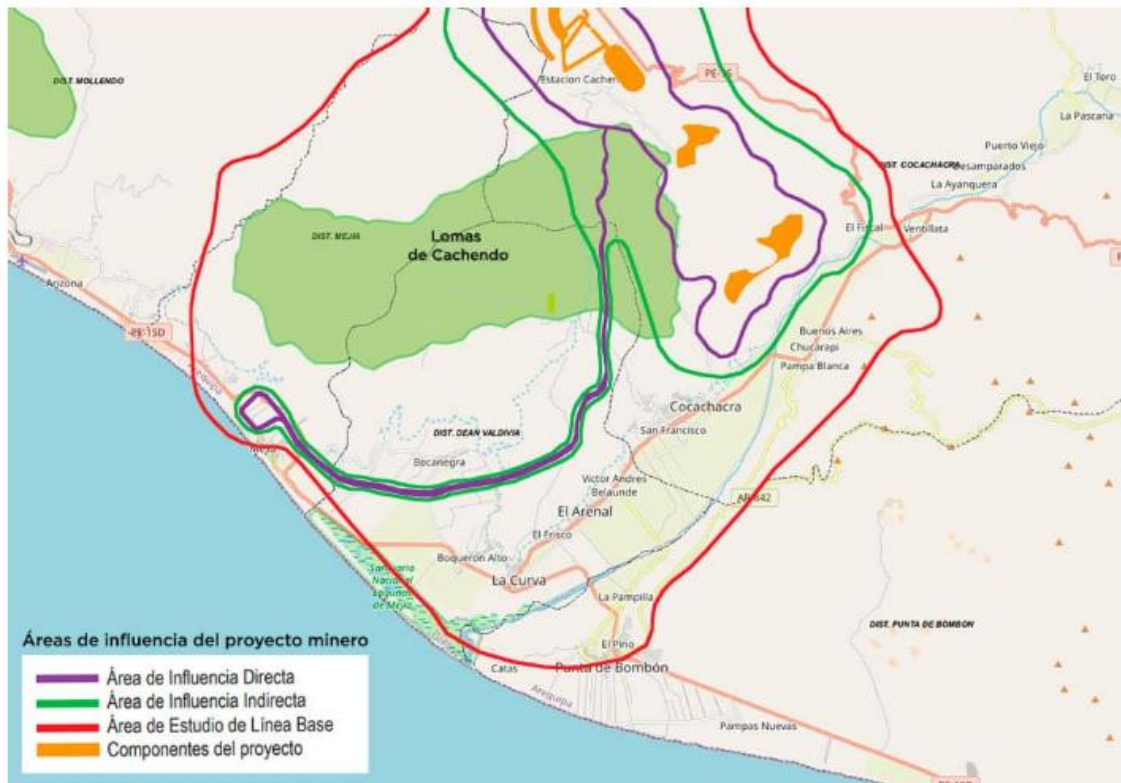 DIST. MOLLENDO
Estacion Cachen
PE-1S
El Toro
La Pascana
Puerto Viejo
DIST. COCACHACRA
Desamparados
La Ayanquera
DIST. MEJIA
Lomas
de Cachendo
El Fiscal
Ventillata
Arizona
PE-1SD
Arequipa
Buenos Aires
Chucarapi
Pampa Blanca
Cocachacra
San Francisco
DIST. DEAN VALDIVIA
Mejia
Bocanegra
Victor Andres
Belaunde
AR-842
El Arenal
El Frisco
Boqueron Alto
La Curva
Santuario
Nacional
Lagunas
de Mejia
La Pampilla
DIST. PUNTA DE BOMBON
El Pino
Catas
Punta de Bombón
Arequipa
Pampas Nuevas
Áreas de influencia del proyecto minero
Área de Influencia Directa
Área de Influencia Indirecta
Área de Estudio de Línea Base
Componentes del proyecto